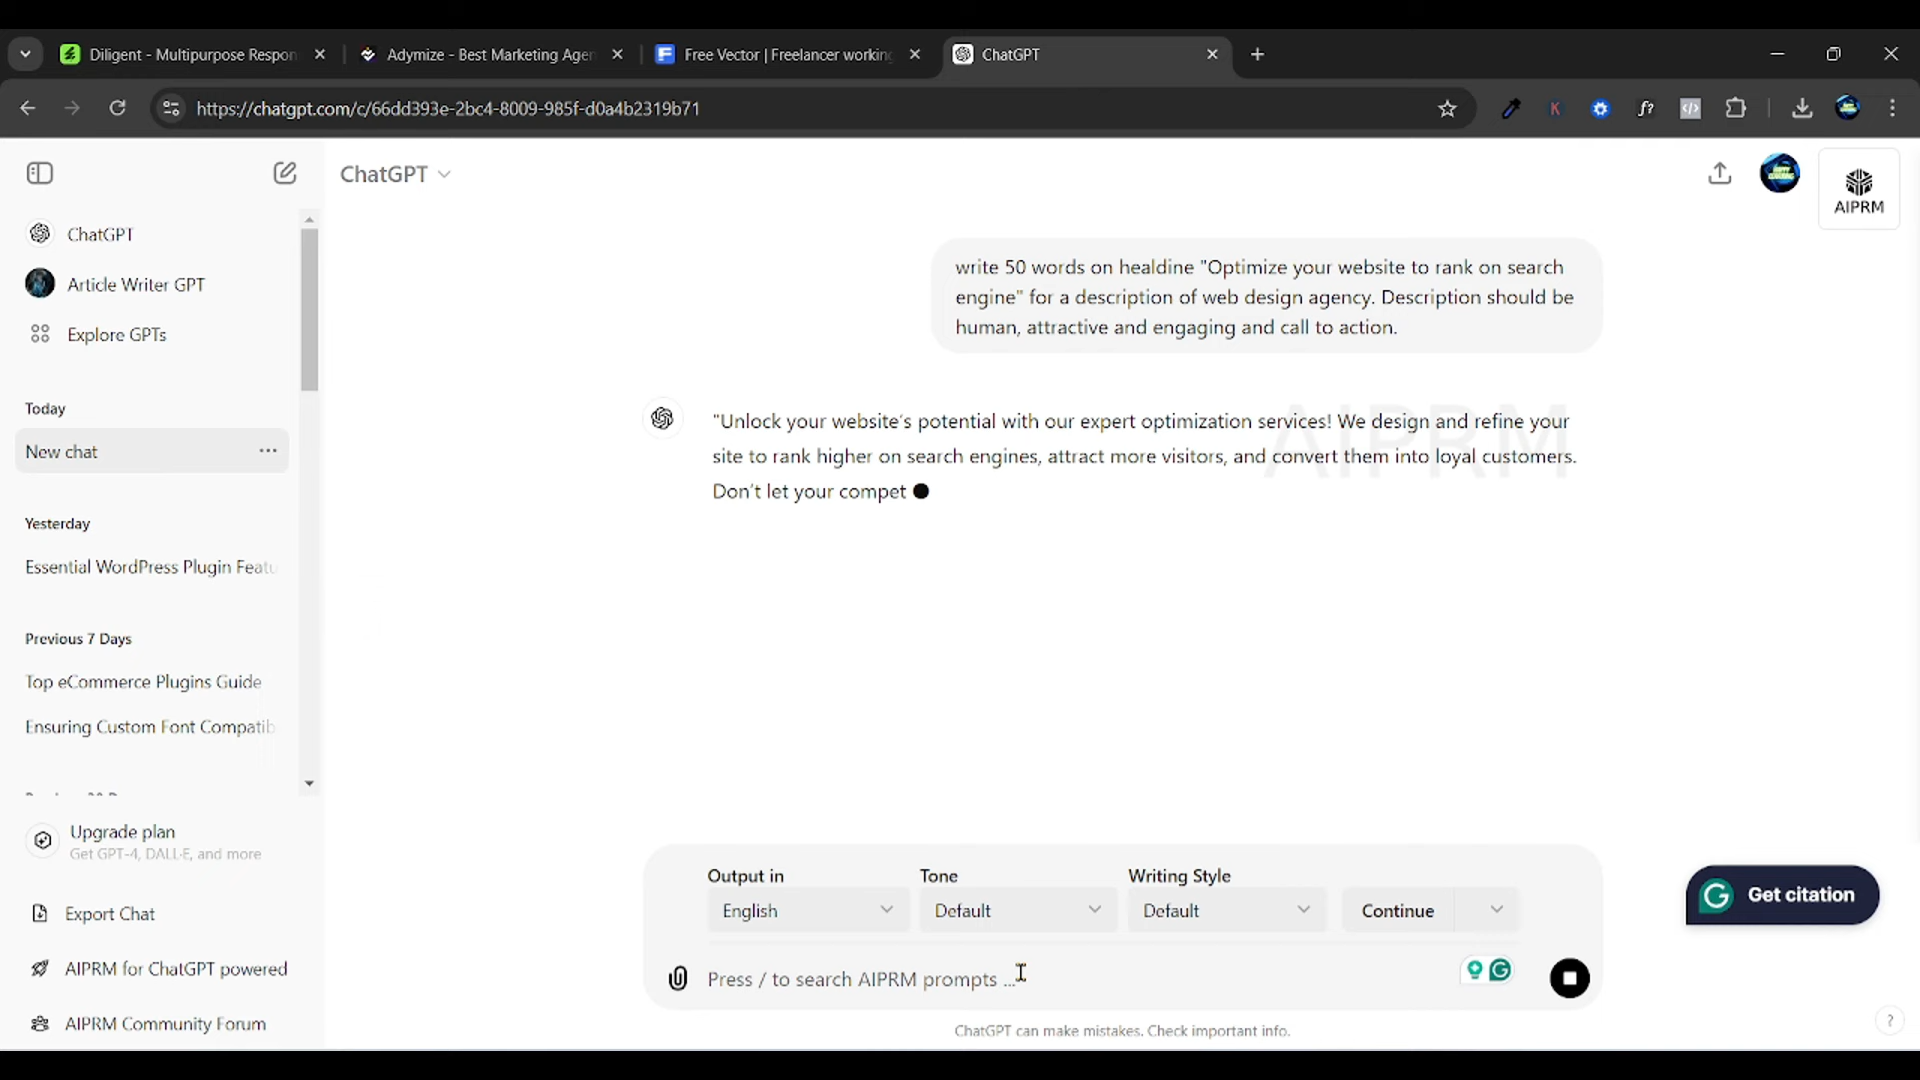 Diligent - Multipurpose Respon
Adymize - Best Marketing Agen
Free Vector | Freelancer working
ChatGPT
https://chatgpt.com/c/66dd393e-2bc4-8009-985f-d0a4b2319b71
K
f?
ChatGPT
AIPRM
ChatGPT
Article Writer GPT
Explore GPTs
Today
New chat
Yesterday
Essential WordPress Plugin Featu
Previous 7 Days
Top eCommerce Plugins Guide
Ensuring Custom Font Compatib
Upgrade plan
Get GPT-4, DALL·E, and more
Export Chat
AIPRM for ChatGPT powered
AIPRM Community Forum
write 50 words on healdine "Optimize your website to rank on search
engine" for a description of web design agency. Description should be
human, attractive and engaging and call to action.
AIPRM
"Unlock your website's potential with our expert optimization services! We design and refine your
site to rank higher on search engines, attract more visitors, and convert them into loyal customers.
Don't let your compet
Output in
Tone
Writing Style
English
Default
Default
Continue
Press / to search AIPRM prompts ...
Get citation
ChatGPT can make mistakes. Check important info.
?